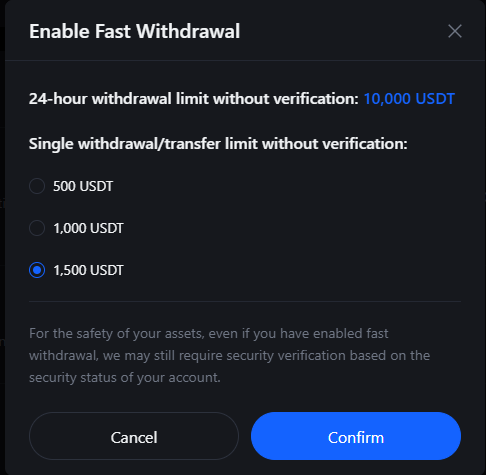 Enable Fast Withdrawal
24-hour withdrawal limit without verification: 10,000 USDT
Single withdrawal/transfer limit without verification:
500 USDT
1,000 USDT
1,500 USDT
For the safety of your assets, even if you have enabled fast
withdrawal, we may still require security verification based on the
security status of your account.
Cancel
Confirm